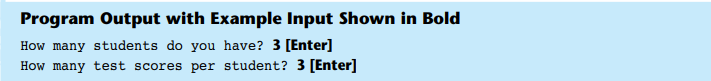 Program Output with Example Input Shown in Bold
How many students do you have? 3 [Enter]
How many test scores per student? 3 [Enter]